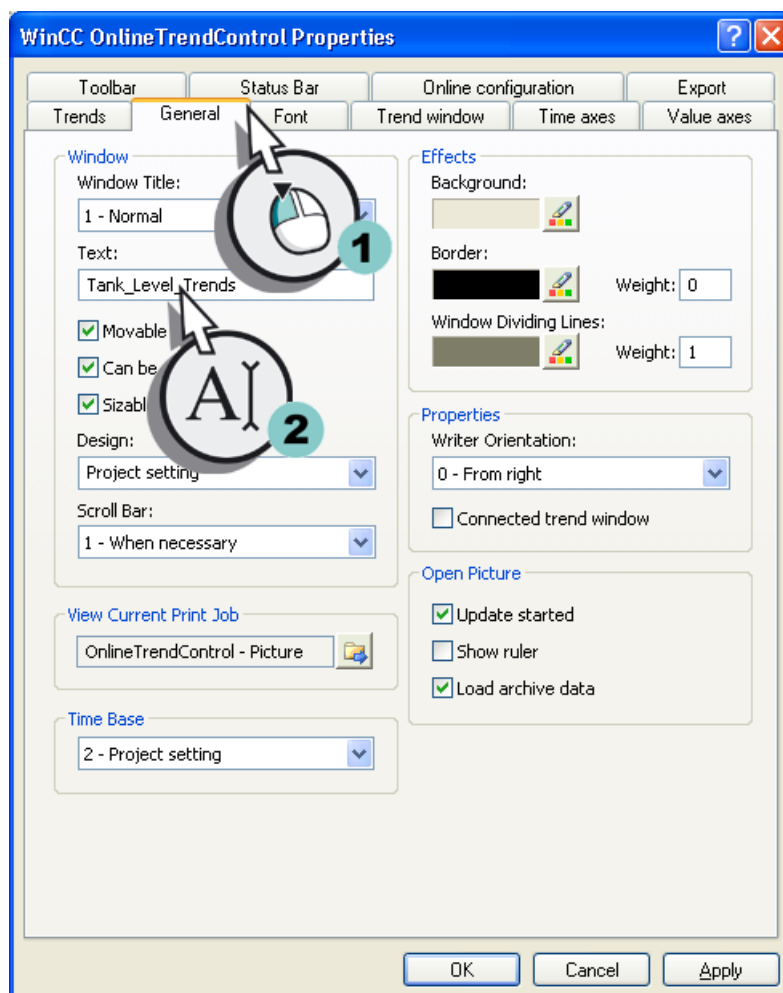 WinCC OnlineTrendControl Properties
Toolbar Status Bar Online configuration Export
Trends General Font Trend window Time axes Value axes
Window
Window Title:
1 - Normal
1
Text:
Tank_Level_Trends
Movable
Can be
Sizabl
A
2
Design:
Project setting
Scroll Bar:
1 - When necessary
View Current Print Job
OnlineTrendControl - Picture
Time Base
2 - Project setting
Effects
Background:
Border:
Weight: 0
Window Dividing Lines:
Weight: 1
Properties
Writer Orientation:
0 - From right
Connected trend window
Open Picture
Update started
Show ruler
Load archive data
OK Cancel Apply